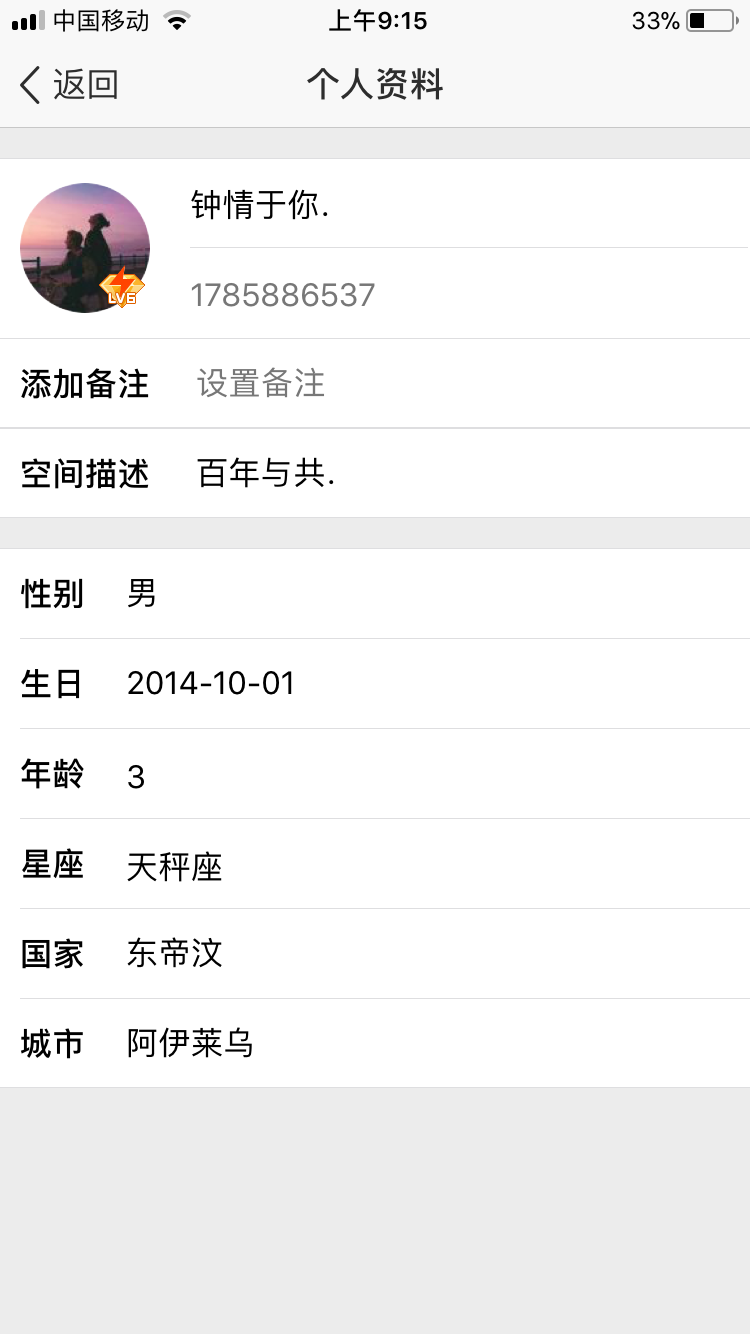 中国移动 上午9:15 33%
返回 个人资料
钟情于你.
LV6
1785886537
添加备注 设置备注
空间描述 百年与共.
性别 男
生日 2014-10-01
年龄 3
星座 天秤座
国家 东帝汶
城市 阿伊莱乌